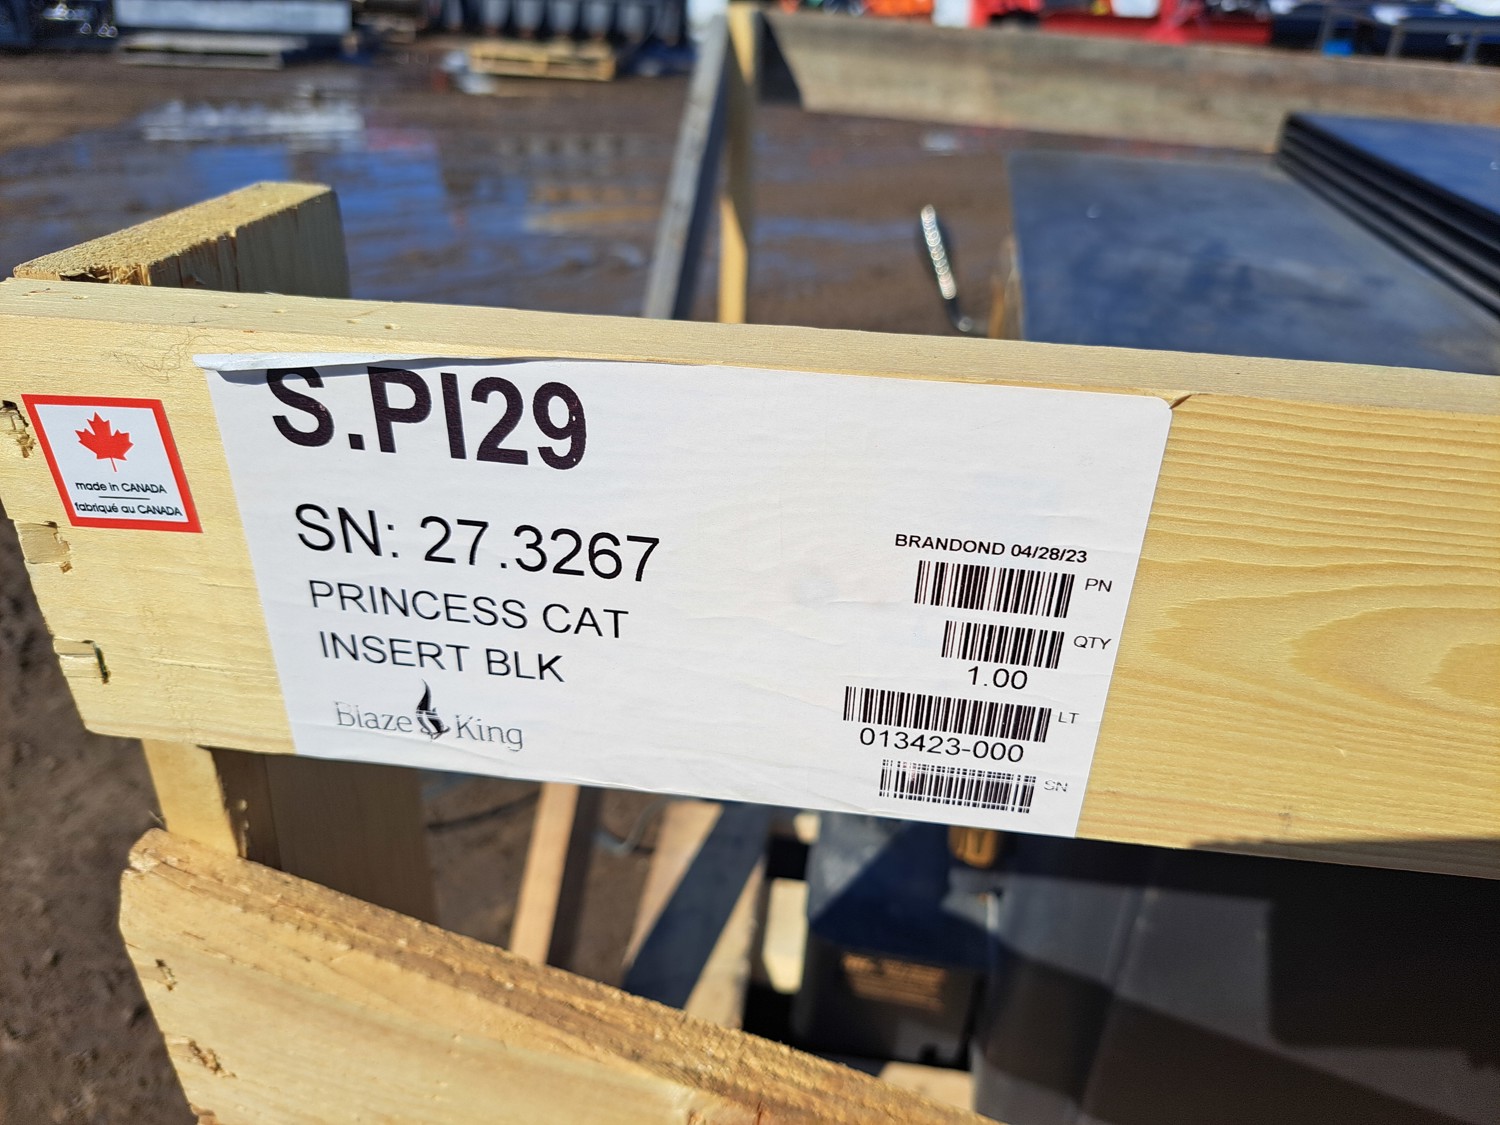 S.PI29
SN: 27.3267
PRINCESS CAT
INSERT BLK
Blaze King
BRANDOND 04/28/23
PN
QTY
1.00
LT
013423-000
SN
made in CANADA
fabriqué au CANADA